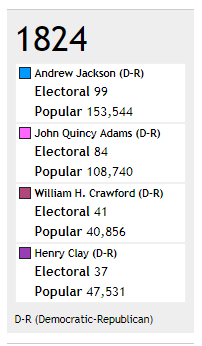 1824
Andrew Jackson (D-R)
Electoral 99
Popular 153,544
John Quincy Adams (D-R)
Electoral 84
Popular 108,740
William H. Crawford (D-R)
Electoral 41
Popular 40,856
Henry Clay (D-R)
Electoral 37
Popular 47,531
D-R (Democratic-Republican)